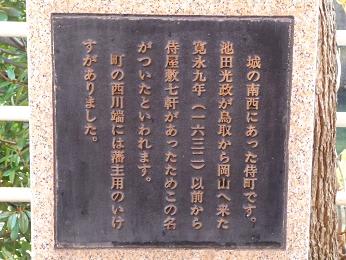 城の南西にあった侍町です。
池田光政が鳥取から岡山へ来た
寛永九年（一六三二）以前から
侍屋敷七軒があったためこの名
がついたといわれます。
町の西川端には藩主用のいけ
すがありました。